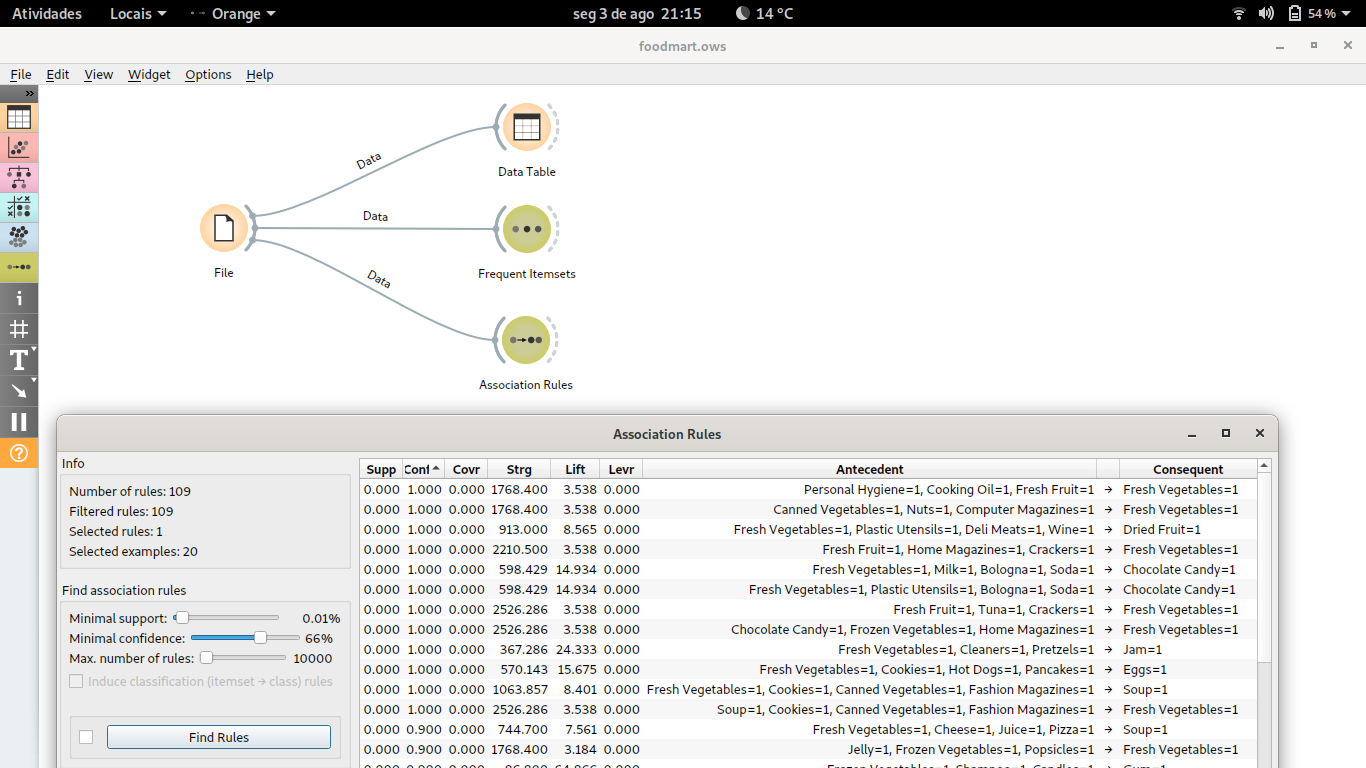 Atividades Locais Orange seg 3 de ago 21:15 14 °C 54 %
foodmart.ows
File Edit View Widget Options Help
Data
Data Table
Data
File
Frequent Itemsets
Data
Association Rules
Association Rules
Info
Number of rules: 109
Filtered rules: 109
Selected rules: 1
Selected examples: 20
Find association rules
Minimal support: 0.01%
Minimal confidence: 66%
Max. number of rules: 10000
Induce classification (itemset → class) rules
Find Rules
Supp Conf Covr Strg Lift Levr Antecedent Consequent
0.000 1.000 0.000 1768.400 3.538 0.000 Personal Hygiene=1, Cooking Oil=1, Fresh Fruit=1 → Fresh Vegetables=1
0.000 1.000 0.000 1768.400 3.538 0.000 Canned Vegetables=1, Nuts=1, Computer Magazines=1 → Fresh Vegetables=1
0.000 1.000 0.000 913.000 8.565 0.000 Fresh Vegetables=1, Plastic Utensils=1, Deli Meats=1, Wine=1 → Dried Fruit=1
0.000 1.000 0.000 2210.500 3.538 0.000 Fresh Fruit=1, Home Magazines=1, Crackers=1 → Fresh Vegetables=1
0.000 1.000 0.000 598.429 14.934 0.000 Fresh Vegetables=1, Milk=1, Bologna=1, Soda=1 → Chocolate Candy=1
0.000 1.000 0.000 598.429 14.934 0.000 Fresh Vegetables=1, Plastic Utensils=1, Bologna=1, Soda=1 → Chocolate Candy=1
0.000 1.000 0.000 2526.286 3.538 0.000 Fresh Fruit=1, Tuna=1, Crackers=1 → Fresh Vegetables=1
0.000 1.000 0.000 2526.286 3.538 0.000 Chocolate Candy=1, Frozen Vegetables=1, Home Magazines=1 → Fresh Vegetables=1
0.000 1.000 0.000 367.286 24.333 0.000 Fresh Vegetables=1, Cleaners=1, Pretzels=1 → Jam=1
0.000 1.000 0.000 570.143 15.675 0.000 Fresh Vegetables=1, Cookies=1, Hot Dogs=1, Pancakes=1 → Eggs=1
0.000 1.000 0.000 1063.857 8.401 0.000 Fresh Vegetables=1, Cookies=1, Canned Vegetables=1, Fashion Magazines=1 → Soup=1
0.000 1.000 0.000 2526.286 3.538 0.000 Soup=1, Cookies=1, Canned Vegetables=1, Fashion Magazines=1 → Fresh Vegetables=1
0.000 0.900 0.000 744.700 7.561 0.000 Fresh Vegetables=1, Cheese=1, Juice=1, Pizza=1 → Soup=1
0.000 0.900 0.000 1768.400 3.184 0.000 Jelly=1, Frozen Vegetables=1, Popsicles=1 → Fresh Vegetables=1